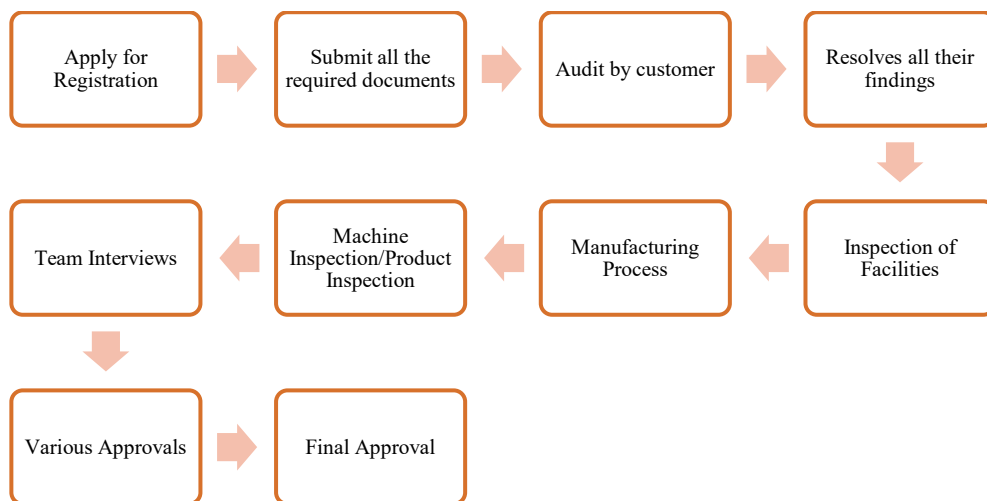 Apply for
Registration
Submit all the
required documents
Audit by customer
Resolves all their
findings
Inspection of
Facilities
Manufacturing
Process
Machine
Inspection/Product
Inspection
Team Interviews
Various Approvals
Final Approval